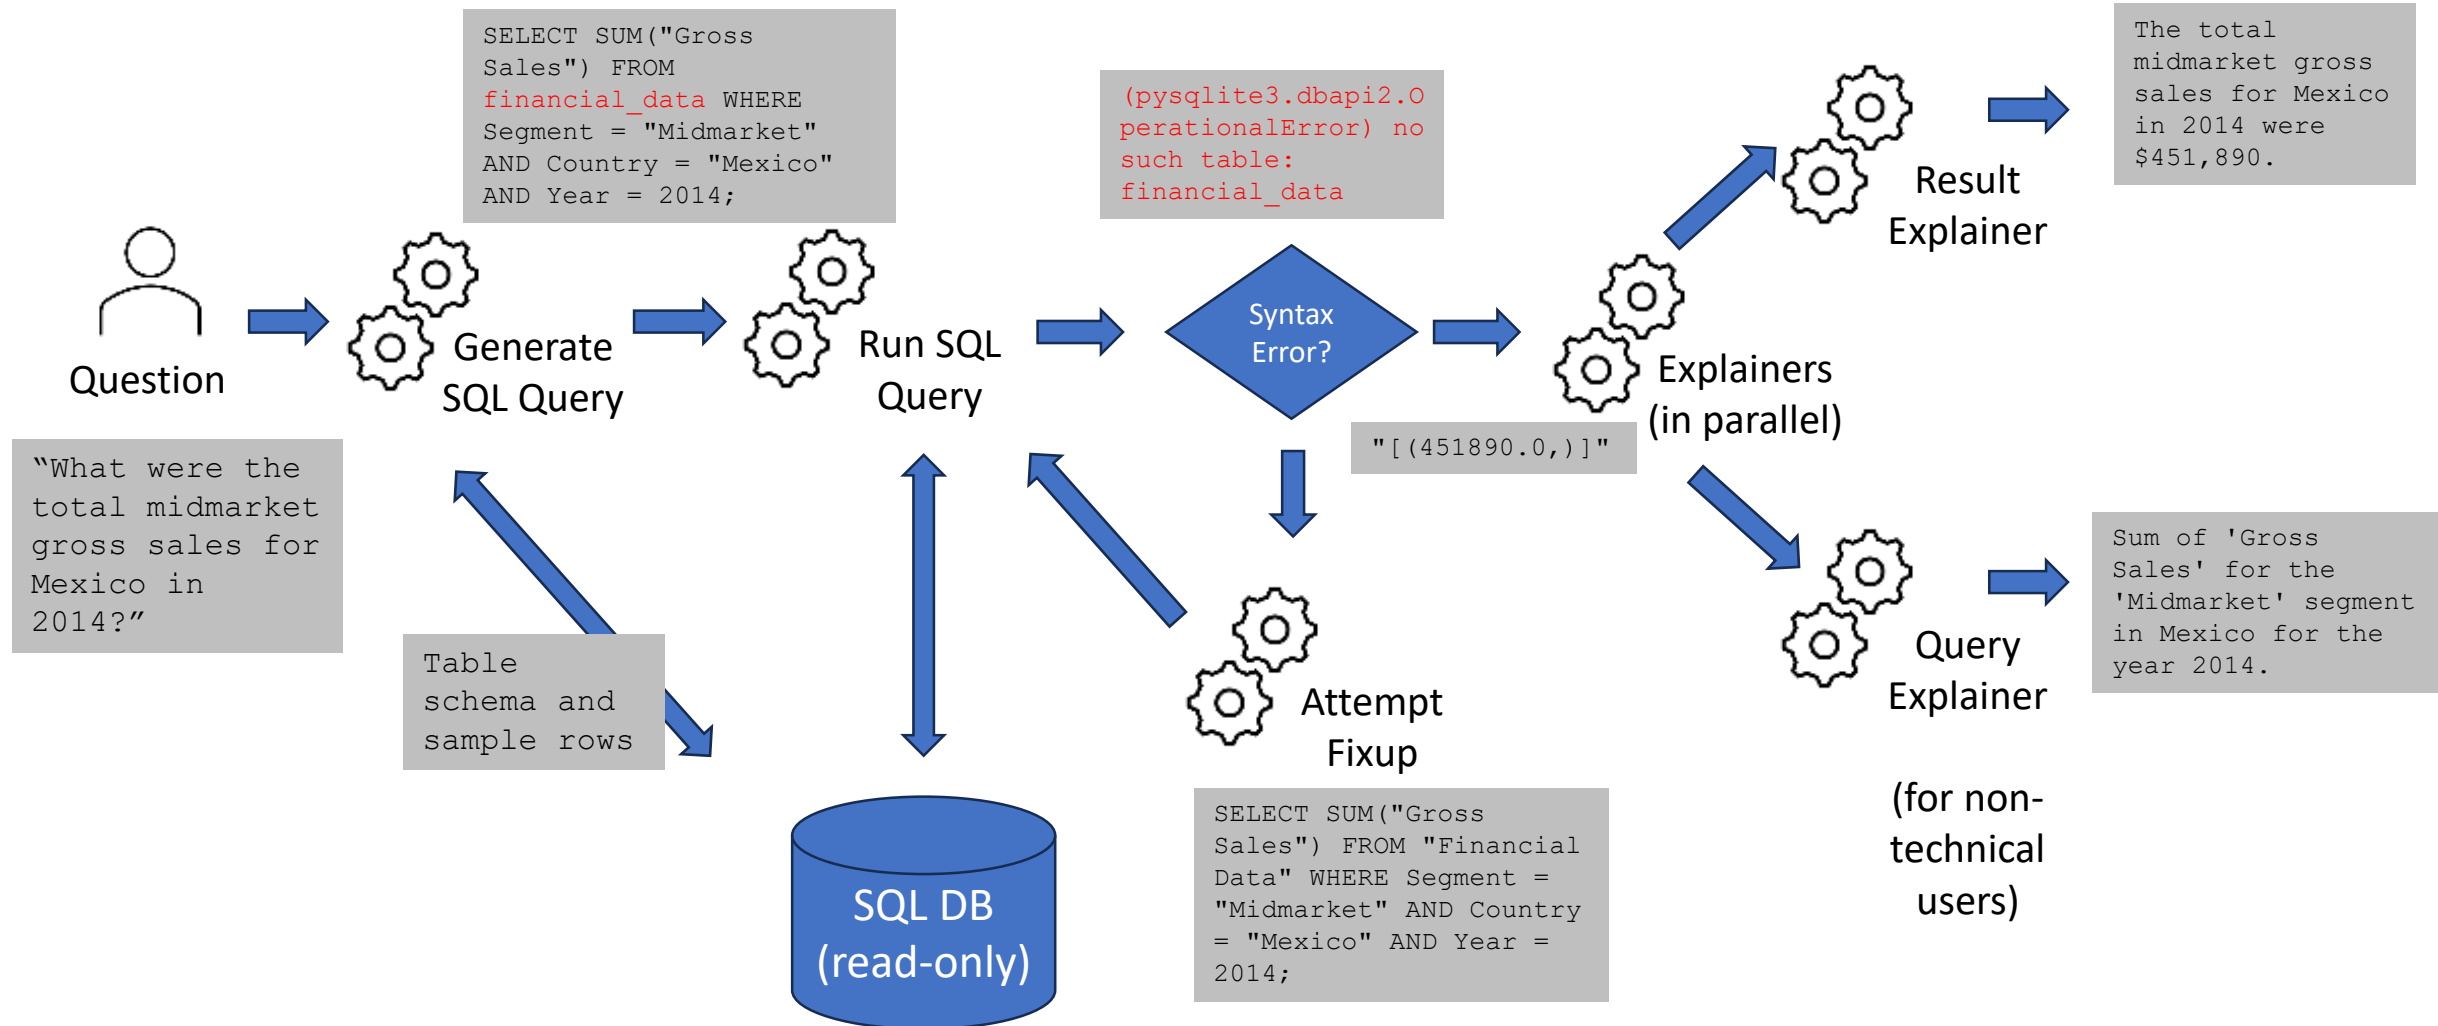 SELECT SUM("Gross
Sales") FROM
financial_data WHERE
Segment = "Midmarket"
AND Country = "Mexico"
AND Year = 2014;
(pysqlite3.dbapi2.O
perationalError) no
such table:
financial_data
The total
midmarket gross
sales for Mexico
in 2014 were
$451,890.
Question
Generate
SQL Query
Run SQL
Query
Syntax
Error?
Explainers
(in parallel)
Result
Explainer
“What were the
total midmarket
gross sales for
Mexico in
2014?”
Table
schema and
sample rows
"[(451890.0,)]"
SQL DB
(read-only)
Attempt
Fixup
SELECT SUM("Gross
Sales") FROM "Financial
Data" WHERE Segment =
"Midmarket" AND Country
= "Mexico" AND Year =
2014;
Query
Explainer
(for non-
technical
users)
Sum of 'Gross
Sales' for the
'Midmarket' segment
in Mexico for the
year 2014.